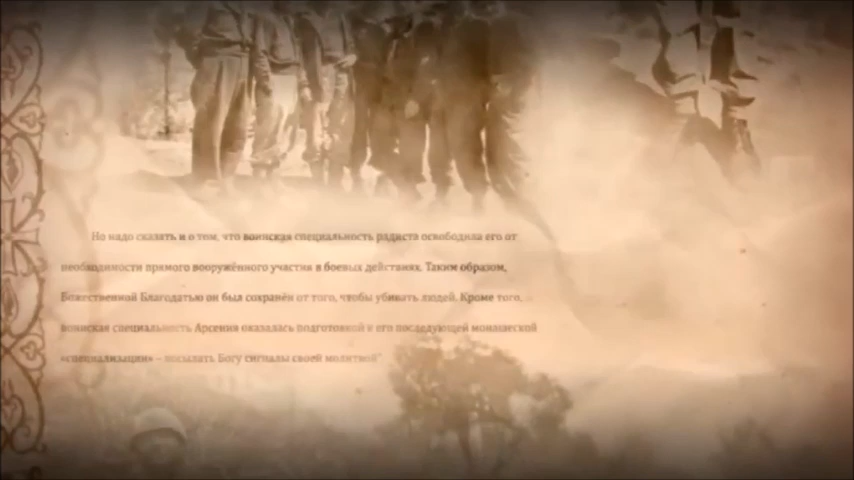 Но надо сказать и о том, что воинская специальность радиста освободила его от
необходимости прямого вооружённого участия в боевых действиях. Таким образом,
Божественной Благодатью он был сохранён от того, чтобы убивать людей. Кроме того,
воинская специальность Арсения оказалась подготовкой к его последующей монашеской
«специализации» – посылать Богу сигналы своей молитвой"